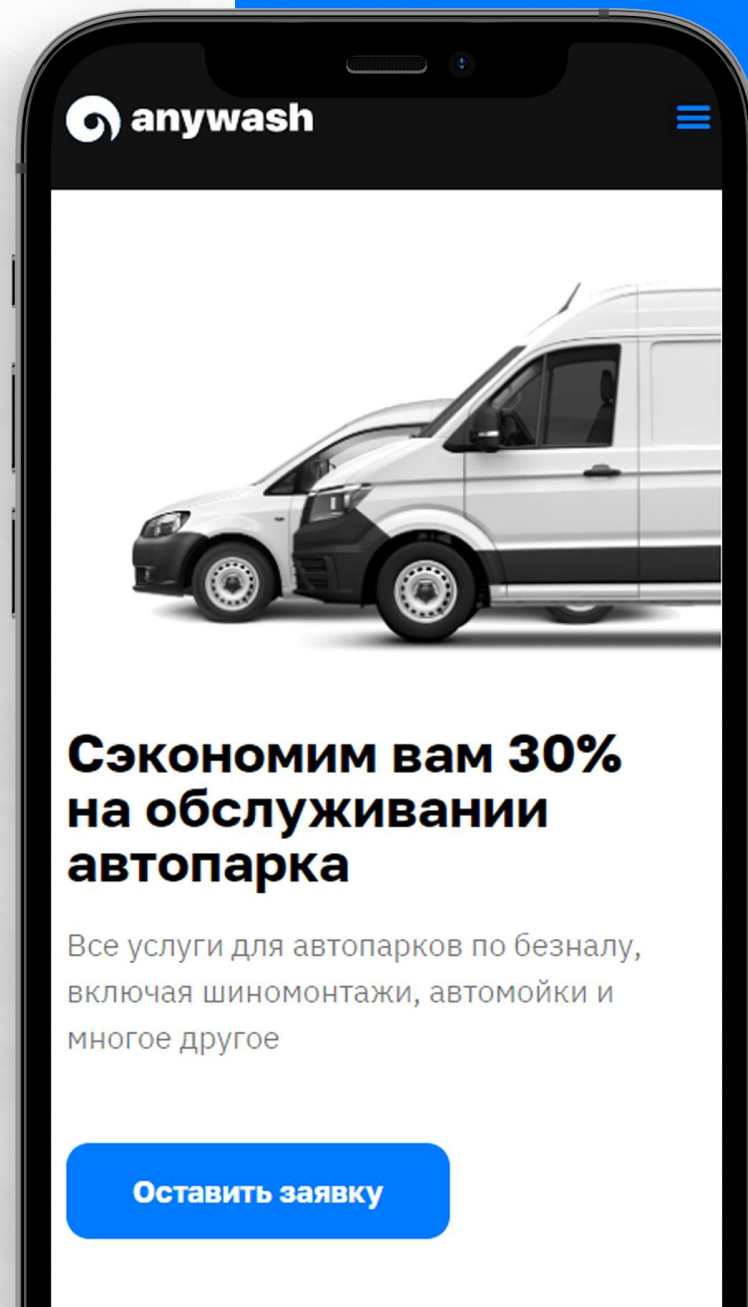 anywash
Сэкономим вам 30%
на обслуживании
автопарка
Все услуги для автопарков по безналу,
включая шиномонтажи, автомойки и
многое другое
Оставить заявку